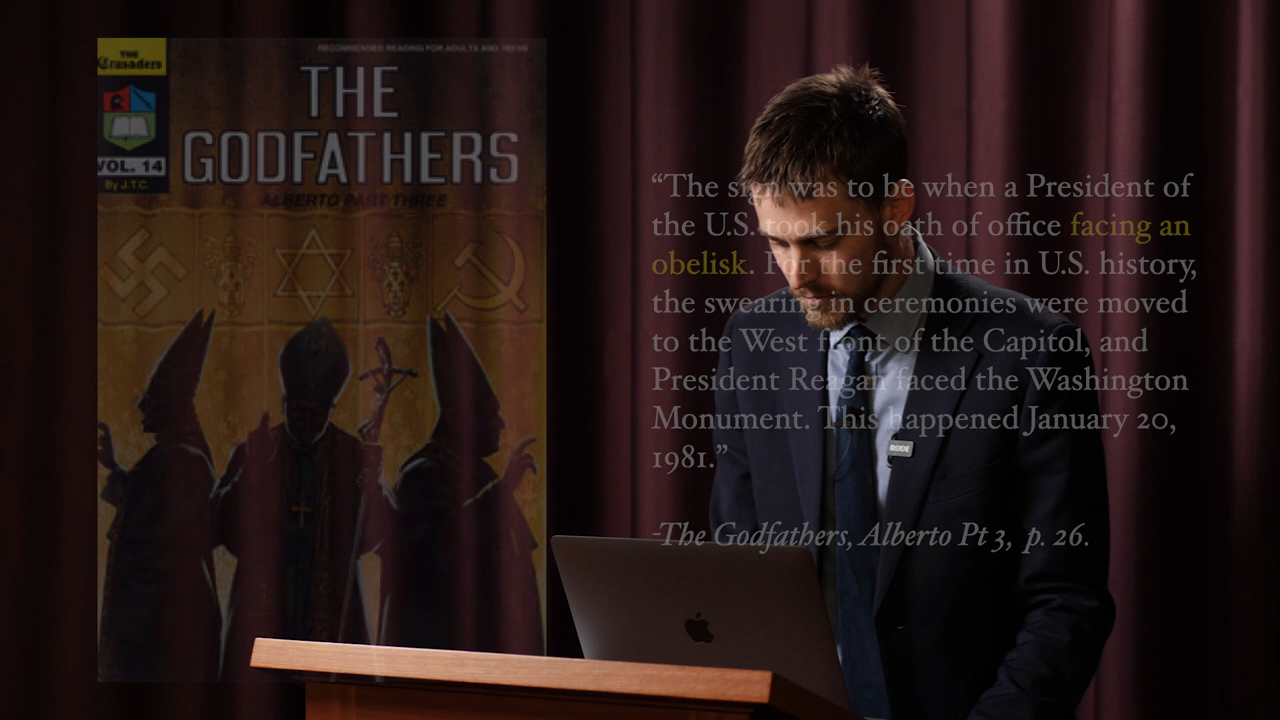 RECOMMENDED READING FOR ADULTS AND TEENS
THE
Crusaders
VOL. 14
By J.T.C.
THE
GODFATHERS
ALBERTO PART THREE
“The sign was to be when a President of
the U.S. took his oath of office facing an
obelisk. For the first time in U.S. history,
the swearing in ceremonies were moved
to the West front of the Capitol, and
President Reagan faced the Washington
Monument. This happened January 20,
1981.”
-The Godfathers, Alberto Pt 3, p. 26.
RODE